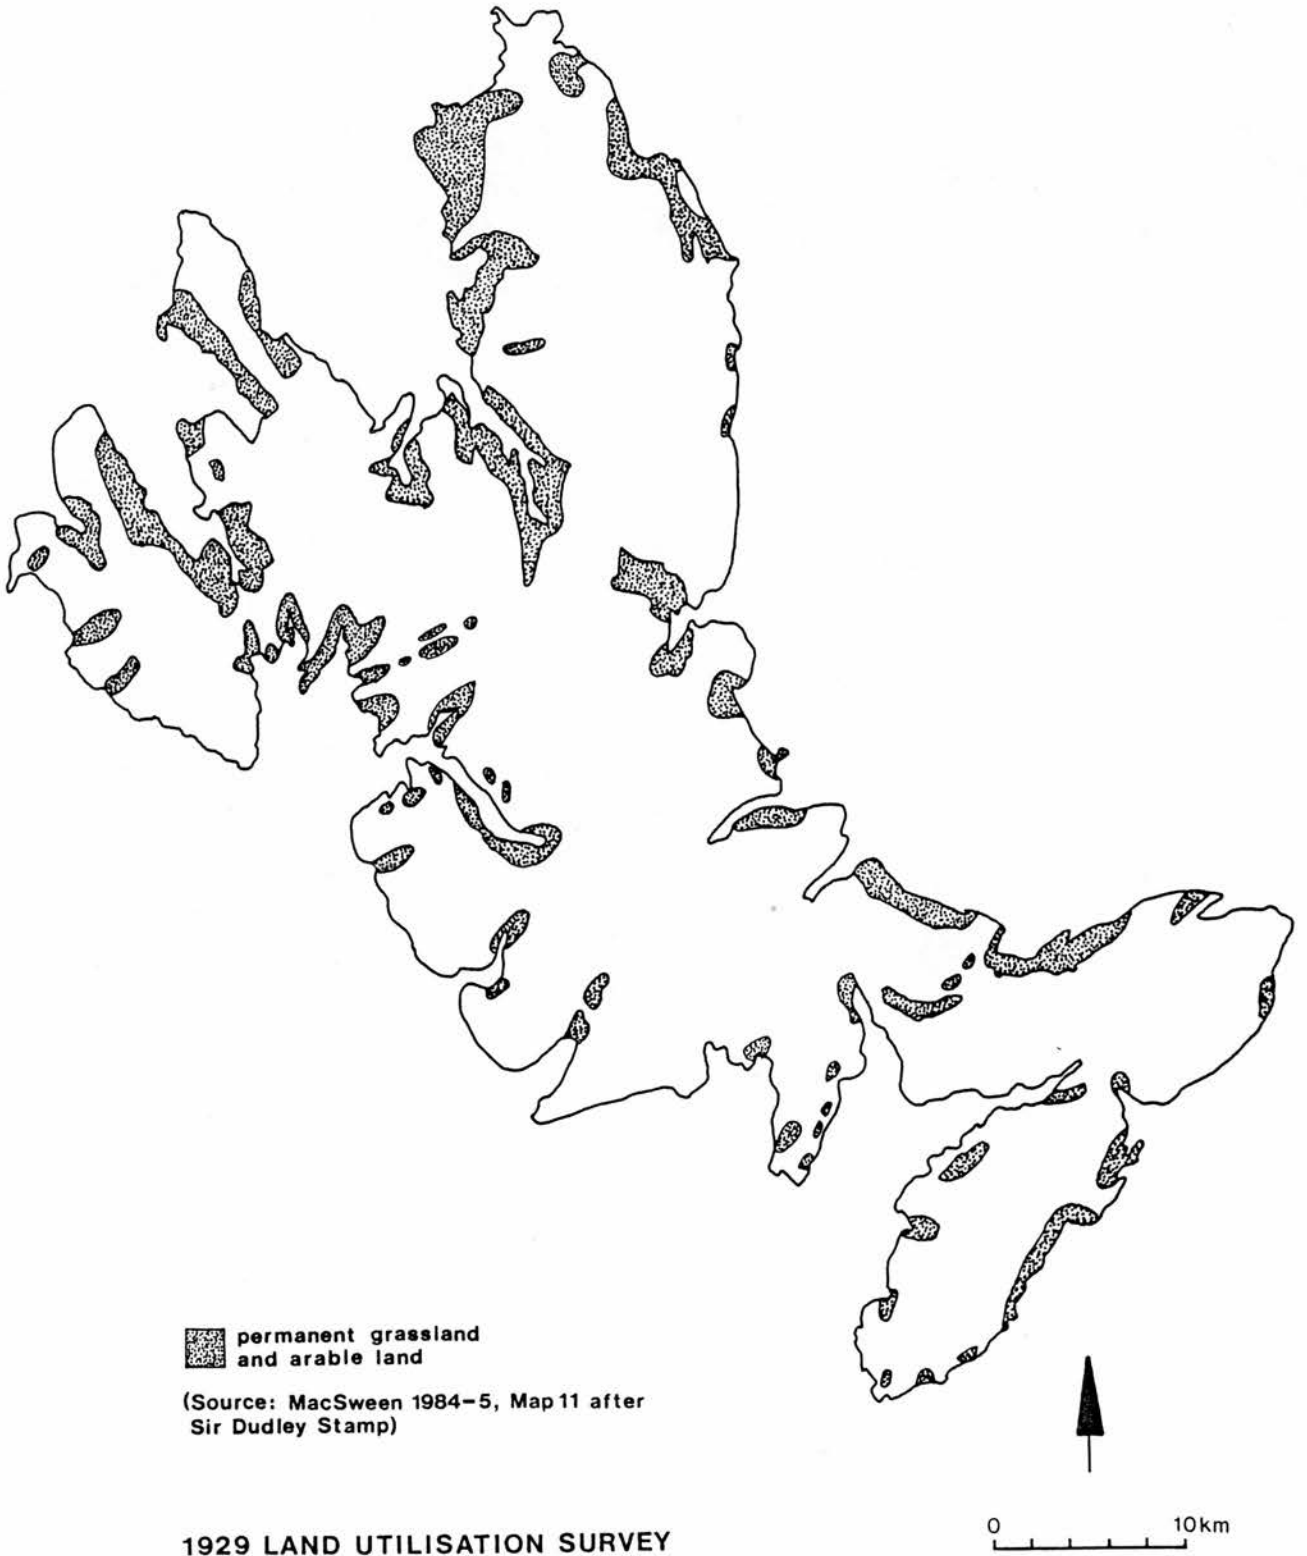 permanent grassland
and arable land
(Source: MacSween 1984-5, Map 11 after
Sir Dudley Stamp)
1929 LAND UTILISATION SURVEY
0 10km